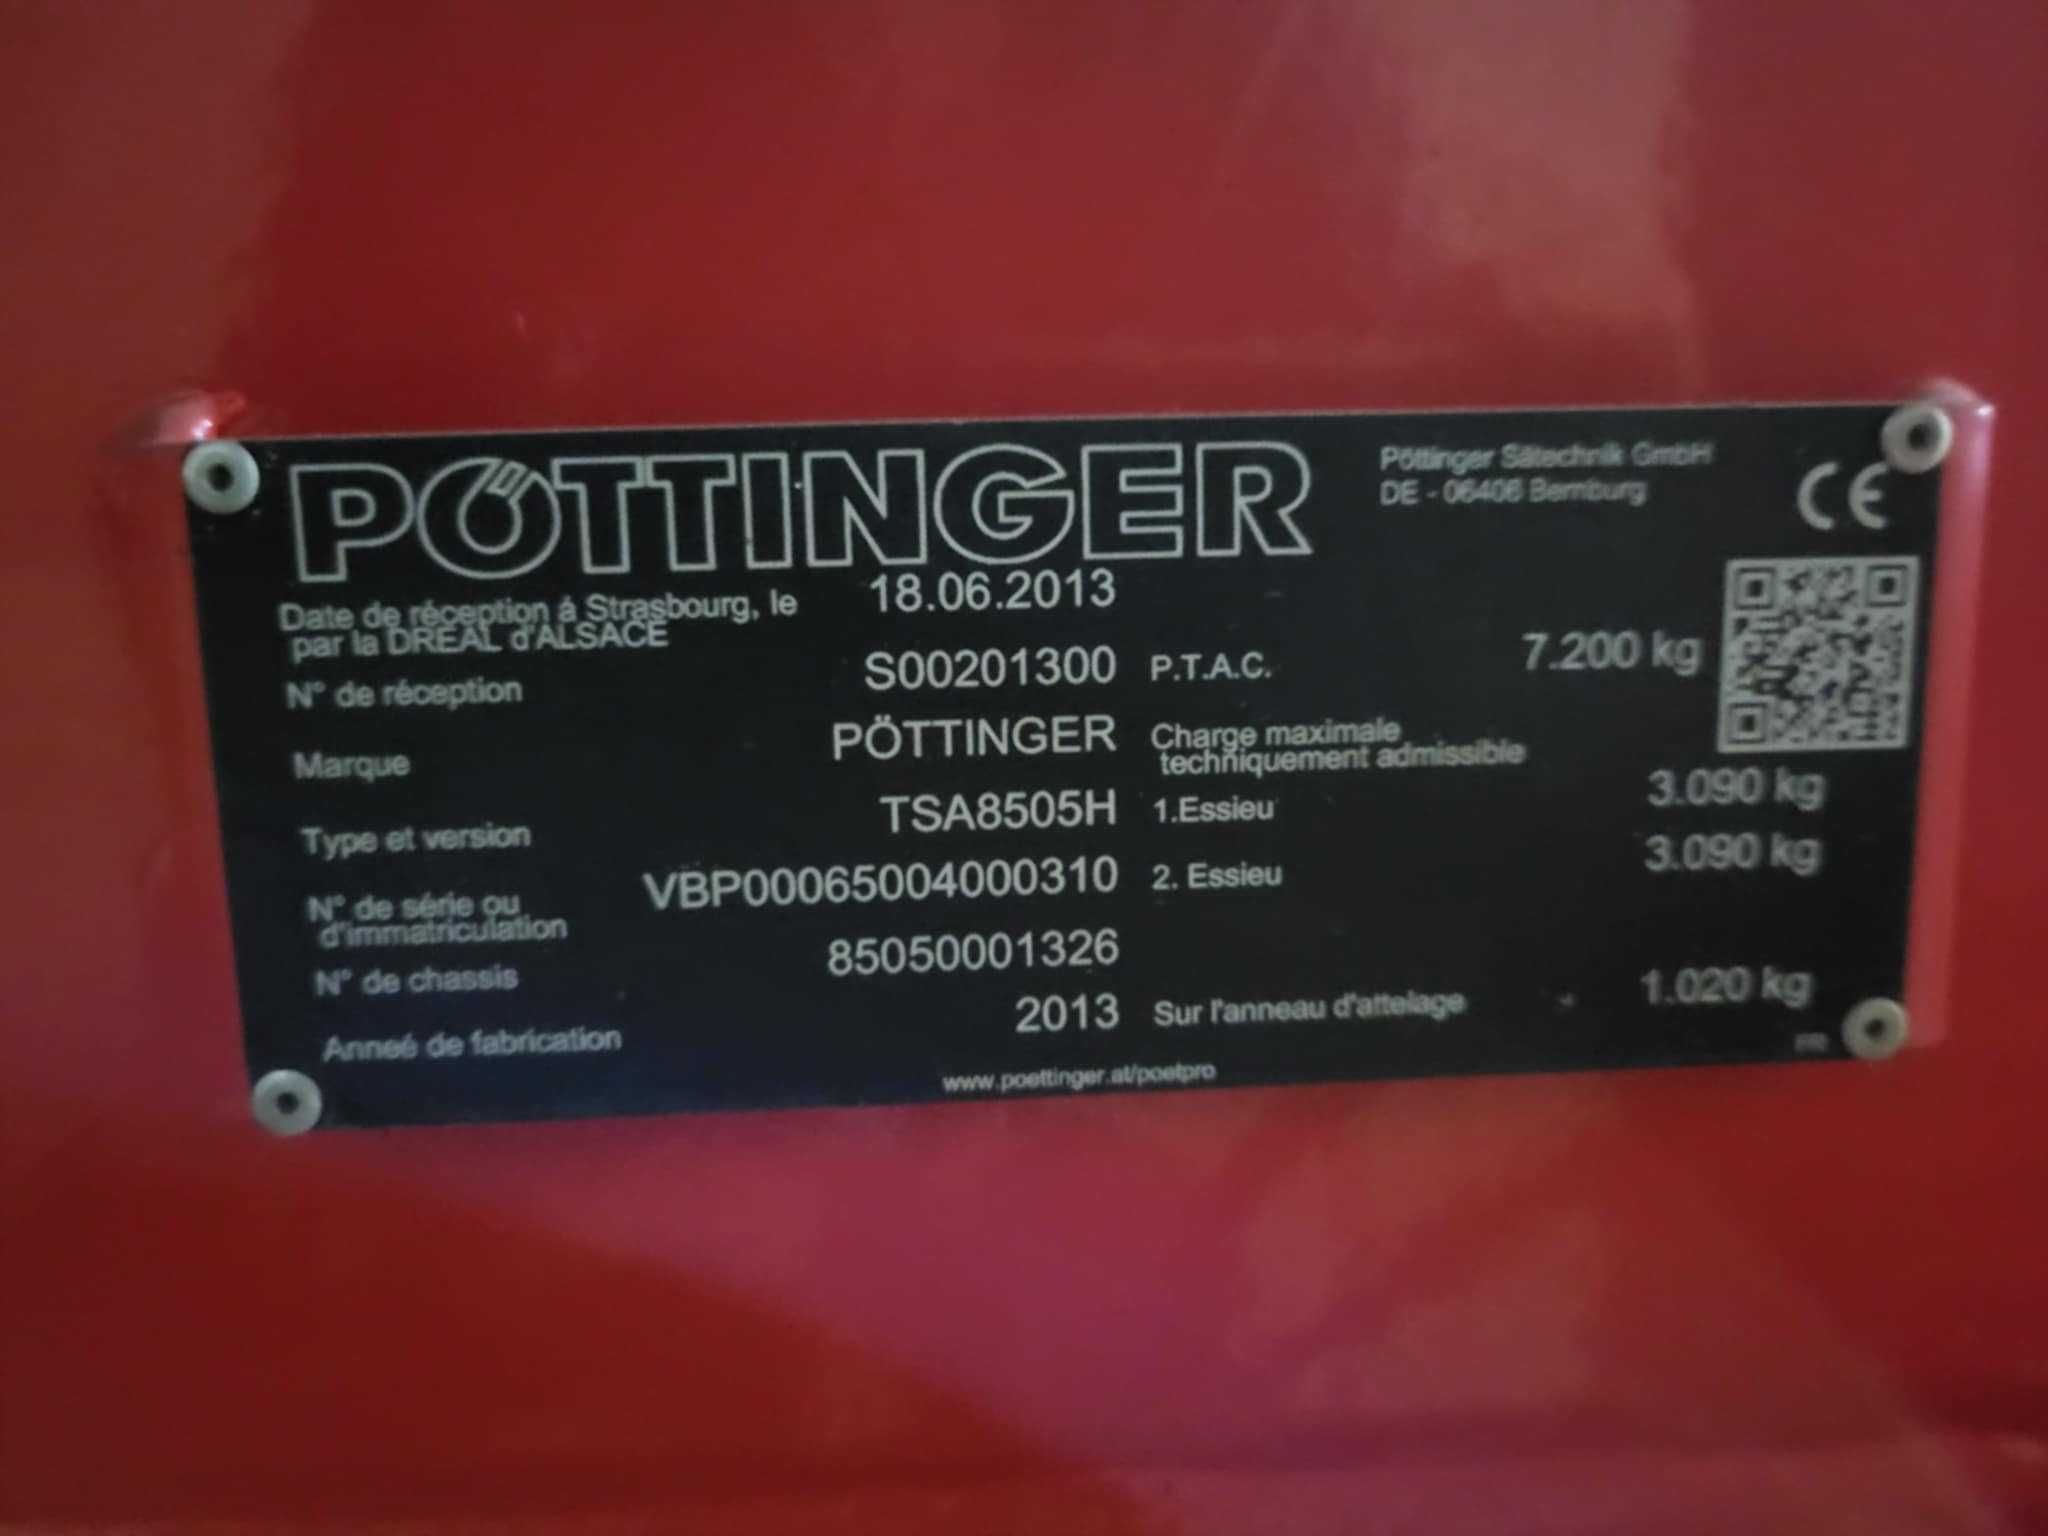 PÖTTINGER
Pöttinger Sätechnik GmbH
DE - 06406 Bernburg
CE
Date de réception á Strasbourg, le 18.06.2013
par la DREAL d'ALSACE
N° de réception S00201300
P.T.A.C. 7.200 kg
Marque PÖTTINGER
Charge maximale
techniquement admissible
Type et version TSA8505H
1.Essieu 3.090 kg
N° de série ou
d'immatriculation VBP00065004000310
2. Essieu 3.090 kg
N° de chassis 85050001326
Anneé de fabrication 2013
Sur l'anneau d'attelage 1.020 kg
www.poettinger.at/poetpro